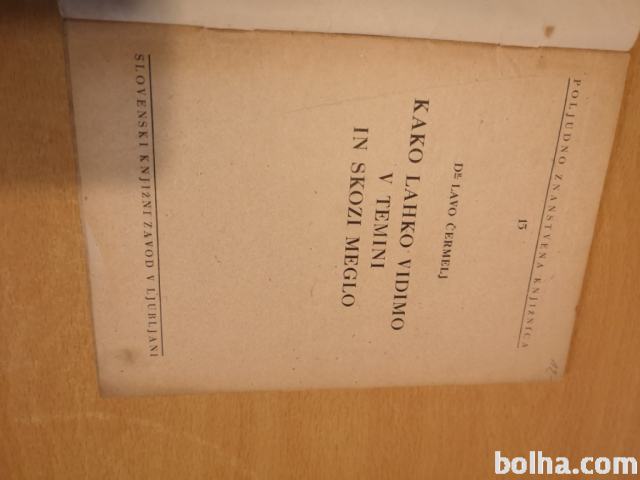 POLJUDNO ZNANSTVENA KNJIŽNICA
15
DR LAVO ČERMELJ
KAKO LAHKO VIDIMO
V TEMINI
IN SKOZI MEGLO
SLOVENSKI KNJIŽNI ZAVOD V LJUBLJANI
bolha.com